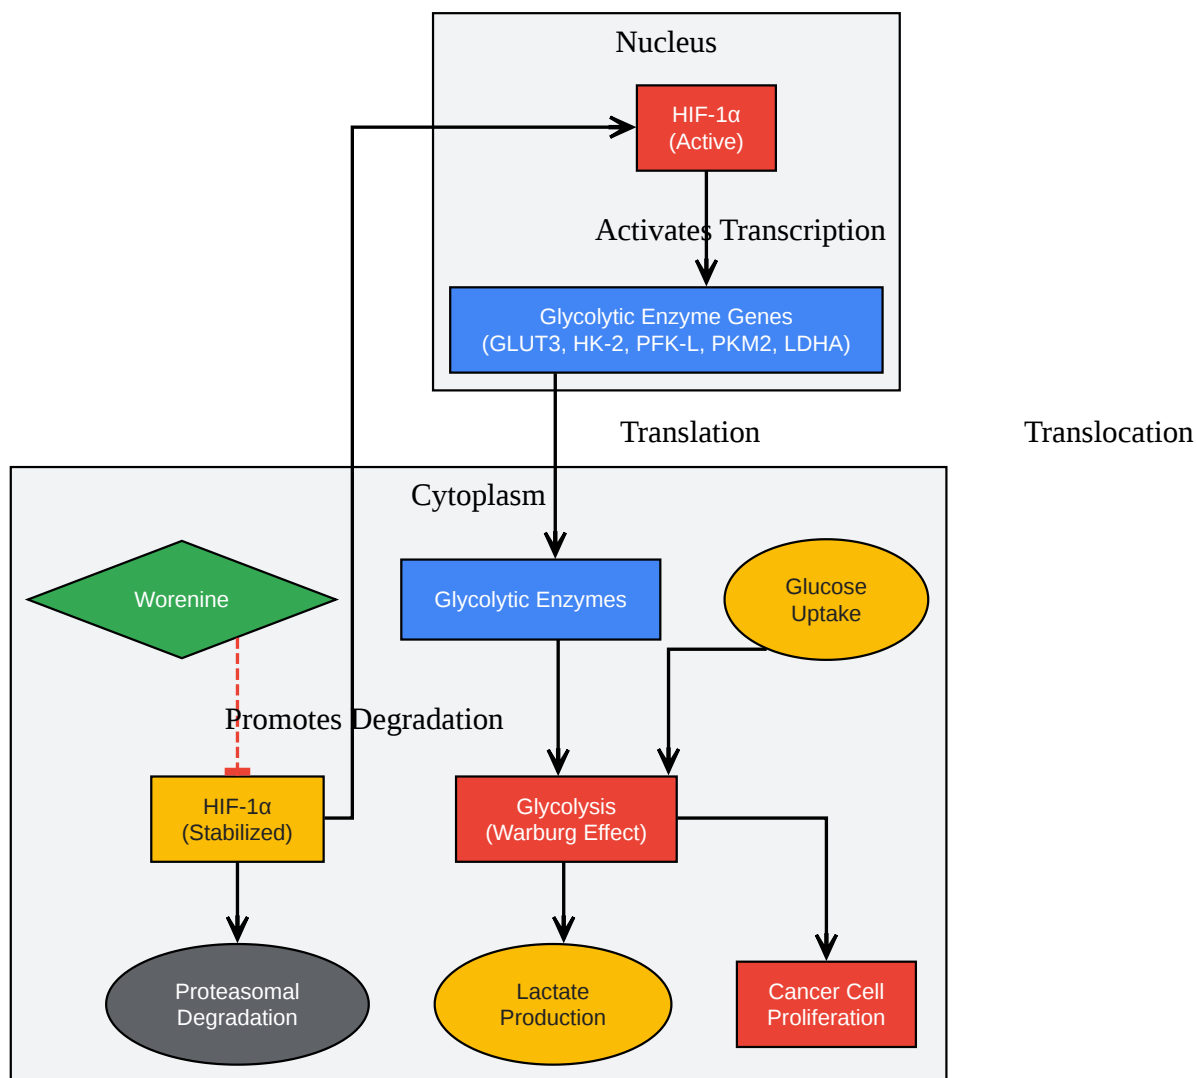 Nucleus
HIF-1α
(Active)
Activates Transcription
Glycolytic Enzyme Genes
(GLUT3, HK-2, PFK-L, PKM2, LDHA)
Translation
Translocation
Cytoplasm
Worenine
Glycolytic Enzymes
Glucose
Uptake
Promotes Degradation
HIF-1α
(Stabilized)
Glycolysis
(Warburg Effect)
Proteasomal
Degradation
Lactate
Production
Cancer Cell
Proliferation